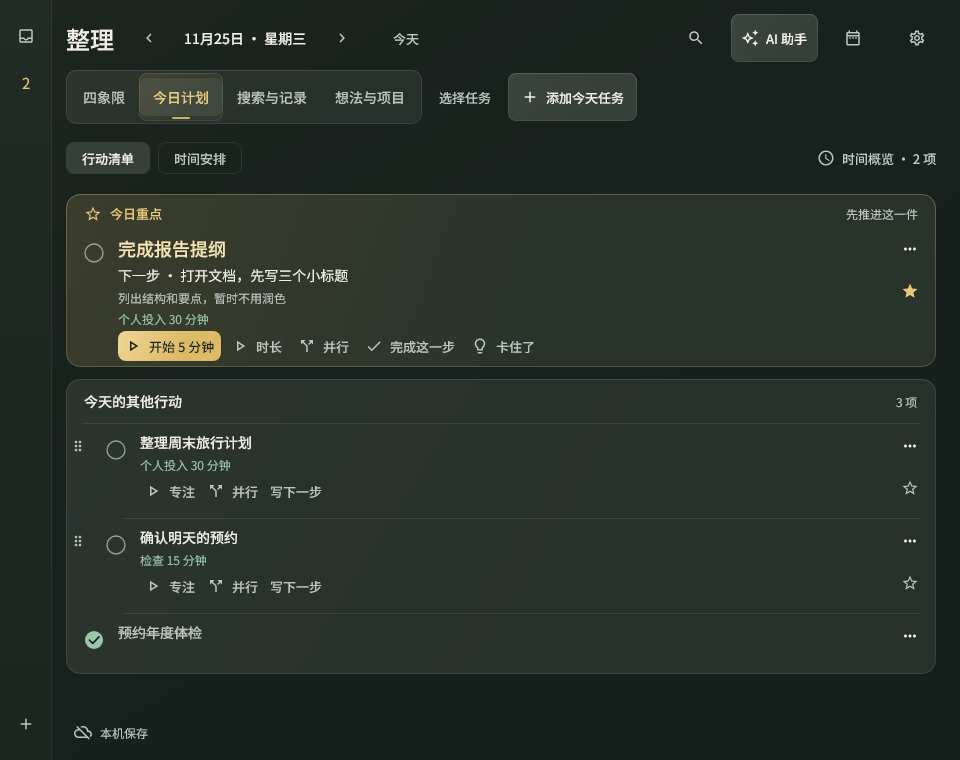 整理
11月25日 · 星期三
今天
AI 助手
2
四象限
今日计划
搜索与记录
想法与项目
选择任务
添加今天任务
行动清单
时间安排
时间概览 · 2 项
今日重点
先推进这一件
完成报告提纲
下一步 · 打开文档，先写三个小标题
列出结构和要点，暂时不用润色
个人投入 30 分钟
开始 5 分钟
时长
并行
完成这一步
卡住了
今天的其他行动
3 项
整理周末旅行计划
个人投入 30 分钟
专注
并行
写下一步
确认明天的预约
检查 15 分钟
专注
并行
写下一步
预约年度体检
本机保存